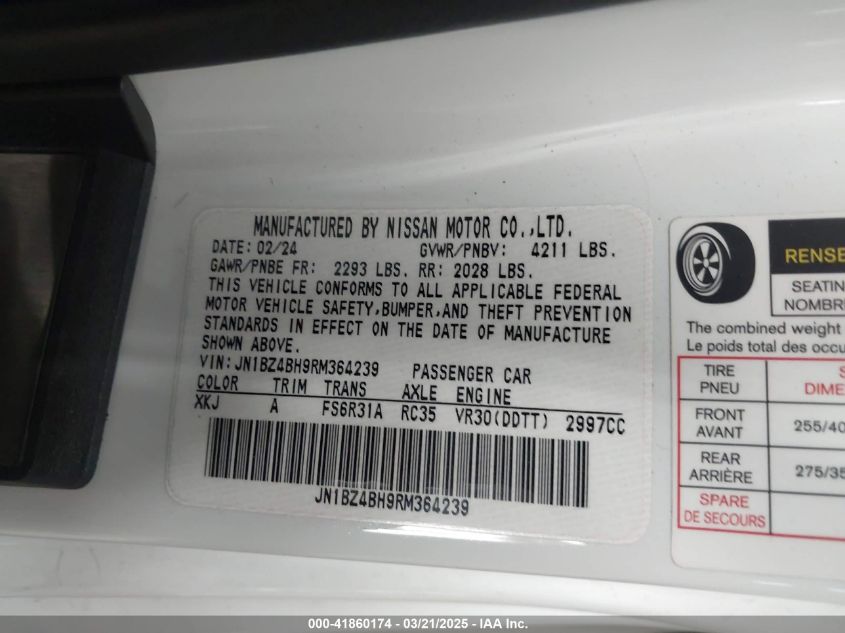 MANUFACTURED BY NISSAN MOTOR CO.,LTD.
DATE: 02/24 GVWR/PNBV: 4211 LBS.
GAWR/PNBE FR: 2293 LBS. RR: 2028 LBS.
THIS VEHICLE CONFORMS TO ALL APPLICABLE FEDERAL
MOTOR VEHICLE SAFETY,BUMPER,AND THEFT PREVENTION
STANDARDS IN EFFECT ON THE DATE OF MANUFACTURE
SHOWN ABOVE.
VIN:JN1BZ4BH9RM364239 PASSENGER CAR
COLOR TRIM TRANS AXLE ENGINE
XKJ A FS6R31A RC35 VR30(DDTT) 2997CC
JN1BZ4BH9RM364239
RENSE
SEATIN
NOMBR
The combined weight
Le poids total des occu
TIRE
PNEU
S
DIME
FRONT
AVANT
255/40
REAR
ARRIÈRE
275/35
SPARE
DE SECOURS
000-41860174 — 03/21/2025 — IAA Inc.